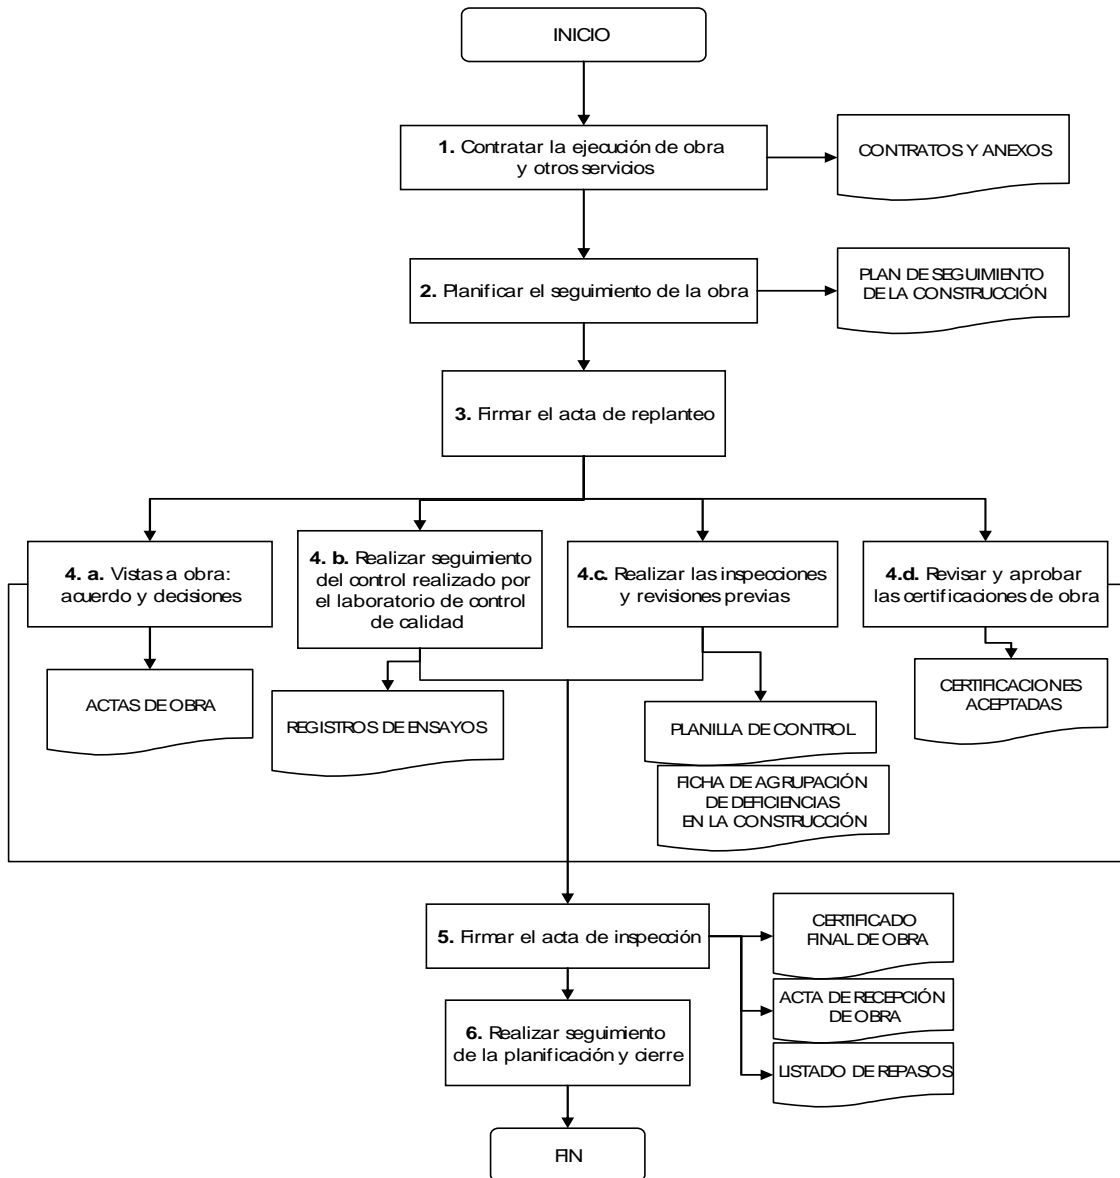 INICIO
1. Contratar la ejecución de obra
y otros servicios
CONTRATOS Y ANEXOS
2. Planificar el seguimiento de la obra
PLAN DE SEGUIMIENTO
DE LA CONSTRUCCIÓN
3. Firmar el acta de replanteo
4. a. Vistas a obra:
acuerdo y decisiones
4. b. Realizar seguimiento
del control realizado por
el laboratorio de control
de calidad
4.c. Realizar las inspecciones
y revisiones previas
4.d. Revisar y aprobar
las certificaciones de obra
ACTAS DE OBRA
REGISTROS DE ENSAYOS
PLANILLA DE CONTROL
FICHA DE AGRUPACIÓN
DE DEFICIENCIAS
EN LA CONSTRUCCIÓN
CERTIFICACIONES
ACEPTADAS
5. Firmar el acta de inspección
CERTIFICADO
FINAL DE OBRA
ACTA DE RECEPCIÓN
DE OBRA
LISTADO DE REPASOS
6. Realizar seguimiento
de la planificación y cierre
FIN